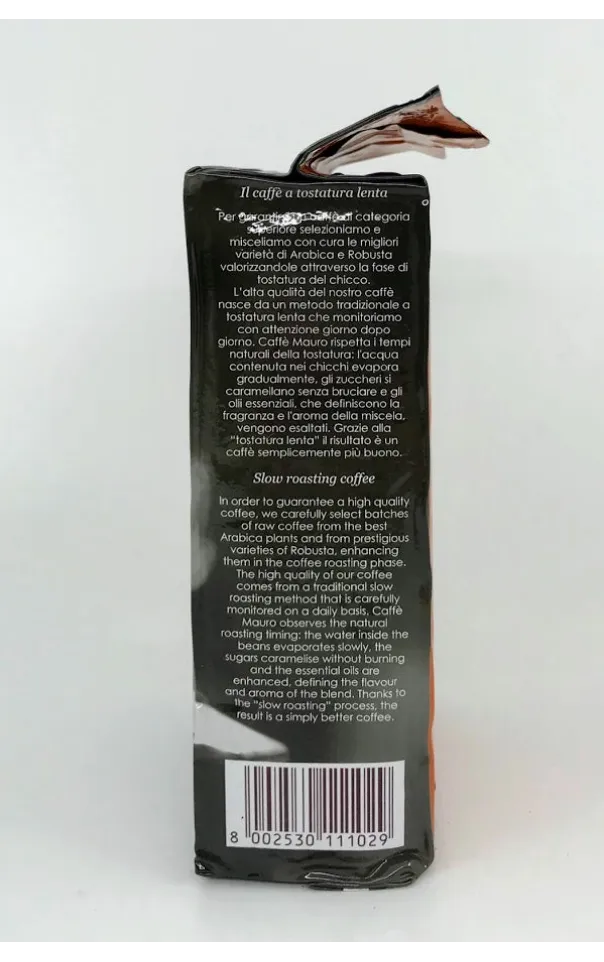 Il caffè a tostatura lenta
Per di categoria
superiore selezioniamo e
misceliamo con cura le migliori
varietà di Arabica e Robusta
valorizzandole attraverso la fase di
tostatura del chicco.
L'alta qualità del nostro caffè
nasce da un metodo tradizionale a
tostatura lenta che monitoriamo
con attenzione giorno dopo
giorno. Caffè Mauro rispetta i tempi
naturali della tostatura: l'acqua
contenuta nei chicchi evapora
gradualmente, gli zuccheri si
caramellano senza bruciare e gli
olii essenziali, che definiscono la
fragranza e l'aroma della miscela,
vengono esaltati. Grazie alla
"tostatura lenta" il risultato è un
caffè semplicemente più buono.
Slow roasting coffee
In order to guarantee a high quality
coffee, we carefully select batches
of raw coffee from the best
Arabica plants and from prestigious
varieties of Robusta, enhancing
them in the coffee roasting phase.
The high quality of our coffee
comes from a traditional slow
roasting method that is carefully
monitored on a daily basis. Caffè
Mauro observes the natural
roasting timing: the water inside the
beans evaporates slowly, the
sugars caramelise without burning
and the essential oils are
enhanced, defining the flavour
and aroma of the blend. Thanks to
the "slow roasting" process, the
result is a simply better coffee.
8 002530 111029